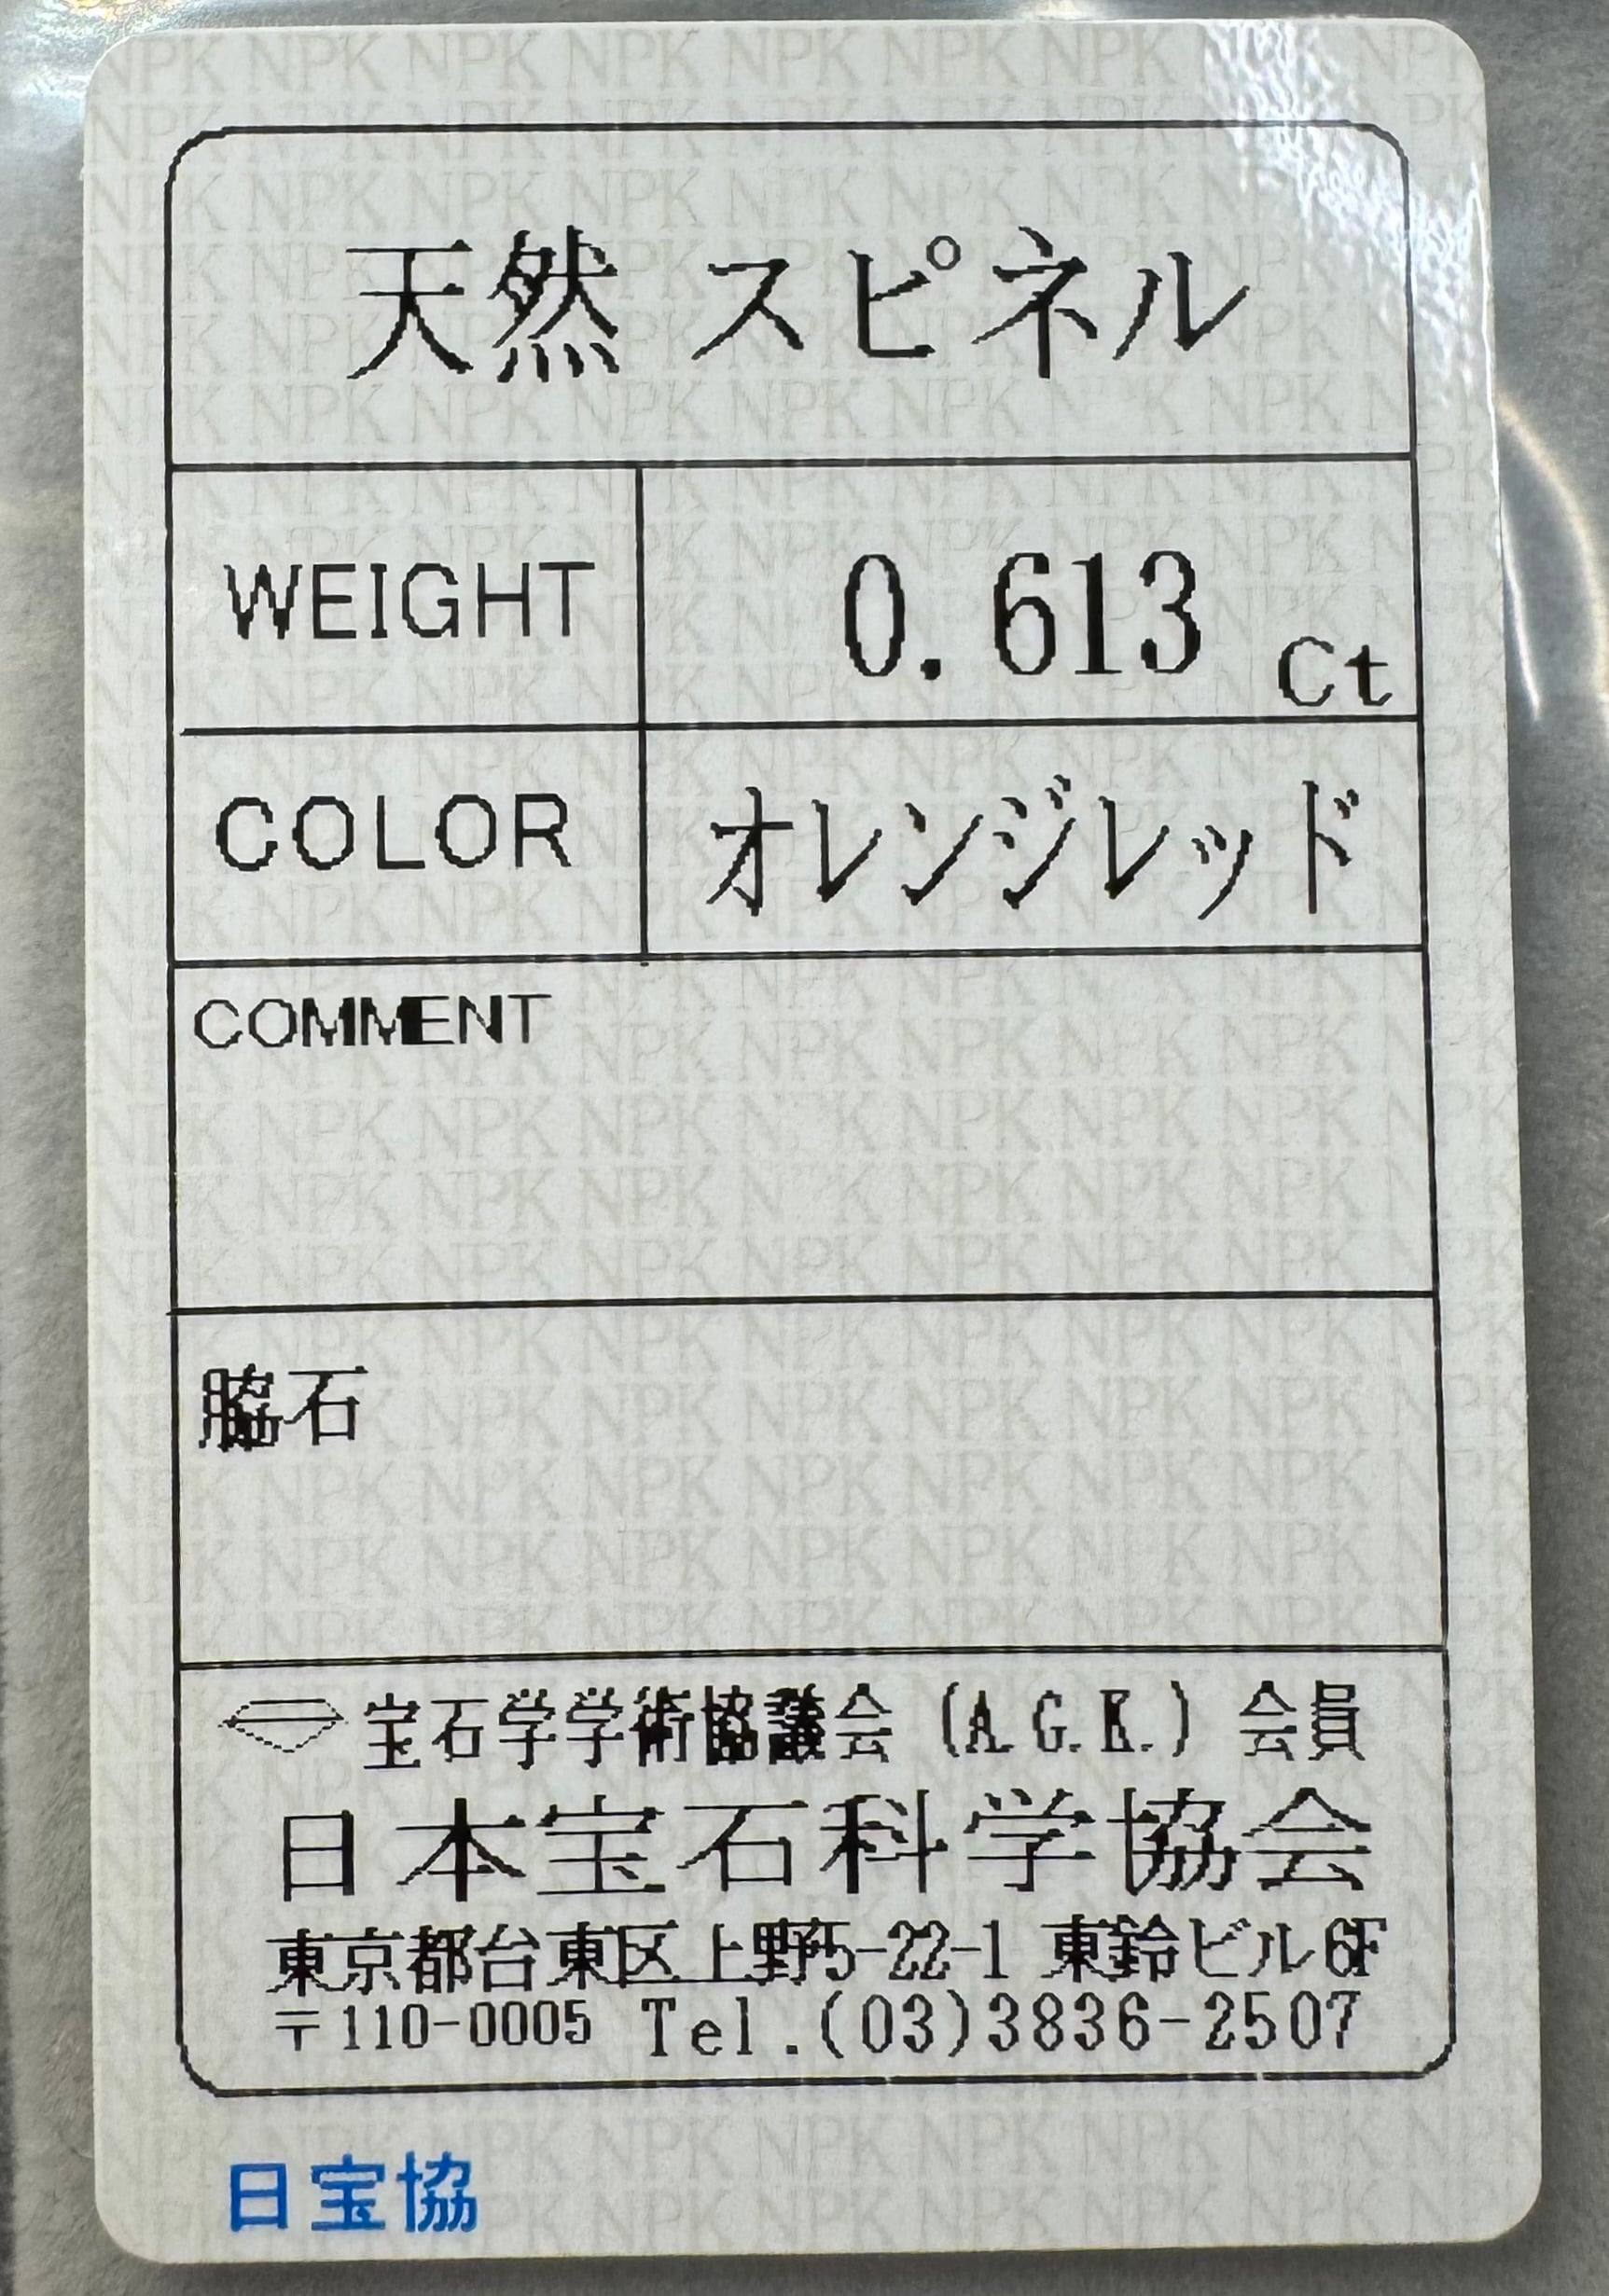 天然 スピネル
WEIGHT 0.613 Ct
COLOR オレンジレッド
COMMENT
脇石
宝石学学術協議会 (A.G.K.) 会員
日本宝石科学協会
東京都台東区上野5-22-1 東鈴ビル6F
〒110-0005 Tel.(03)3836-2507
日宝協